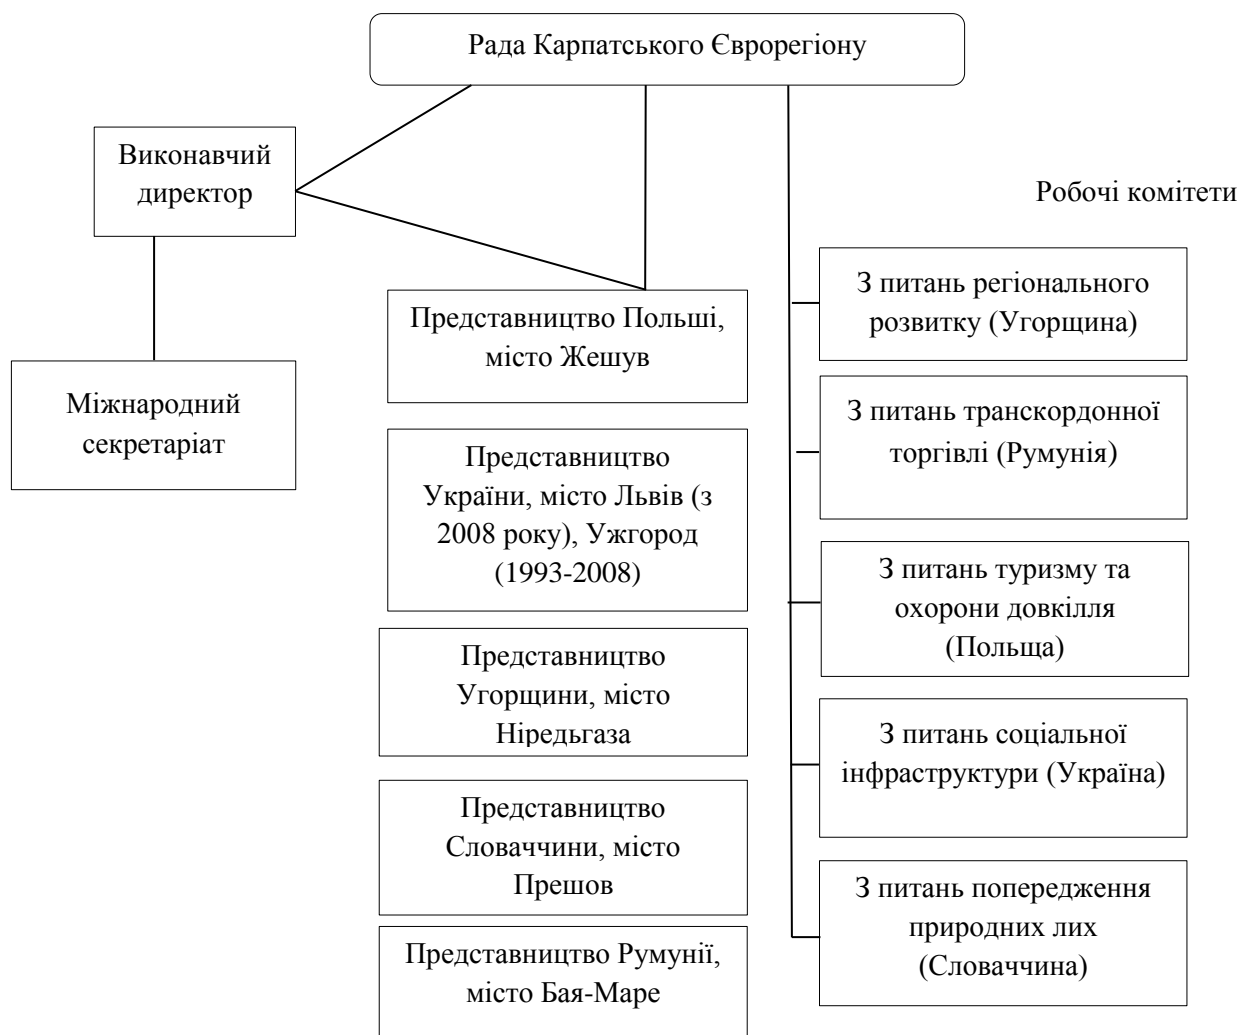 Рада Карпатського Єврорегіону
Виконавчий
директор
Міжнародний
секретаріат
Представництво Польші,
місто Жешув
Представництво
України, місто Львів (з
2008 року), Ужгород
(1993-2008)
Представництво
Угорщини, місто
Ніредьгаза
Представництво
Словаччини, місто
Прешов
Представництво Румунії,
місто Бая-Маре
Робочі комітети
З питань регіонального
розвитку (Угорщина)
З питань транскордонної
торгівлі (Румунія)
З питань туризму та
охорони довкілля
(Польща)
З питань соціальної
інфраструктури (Україна)
З питань попередження
природних лих
(Словаччина)